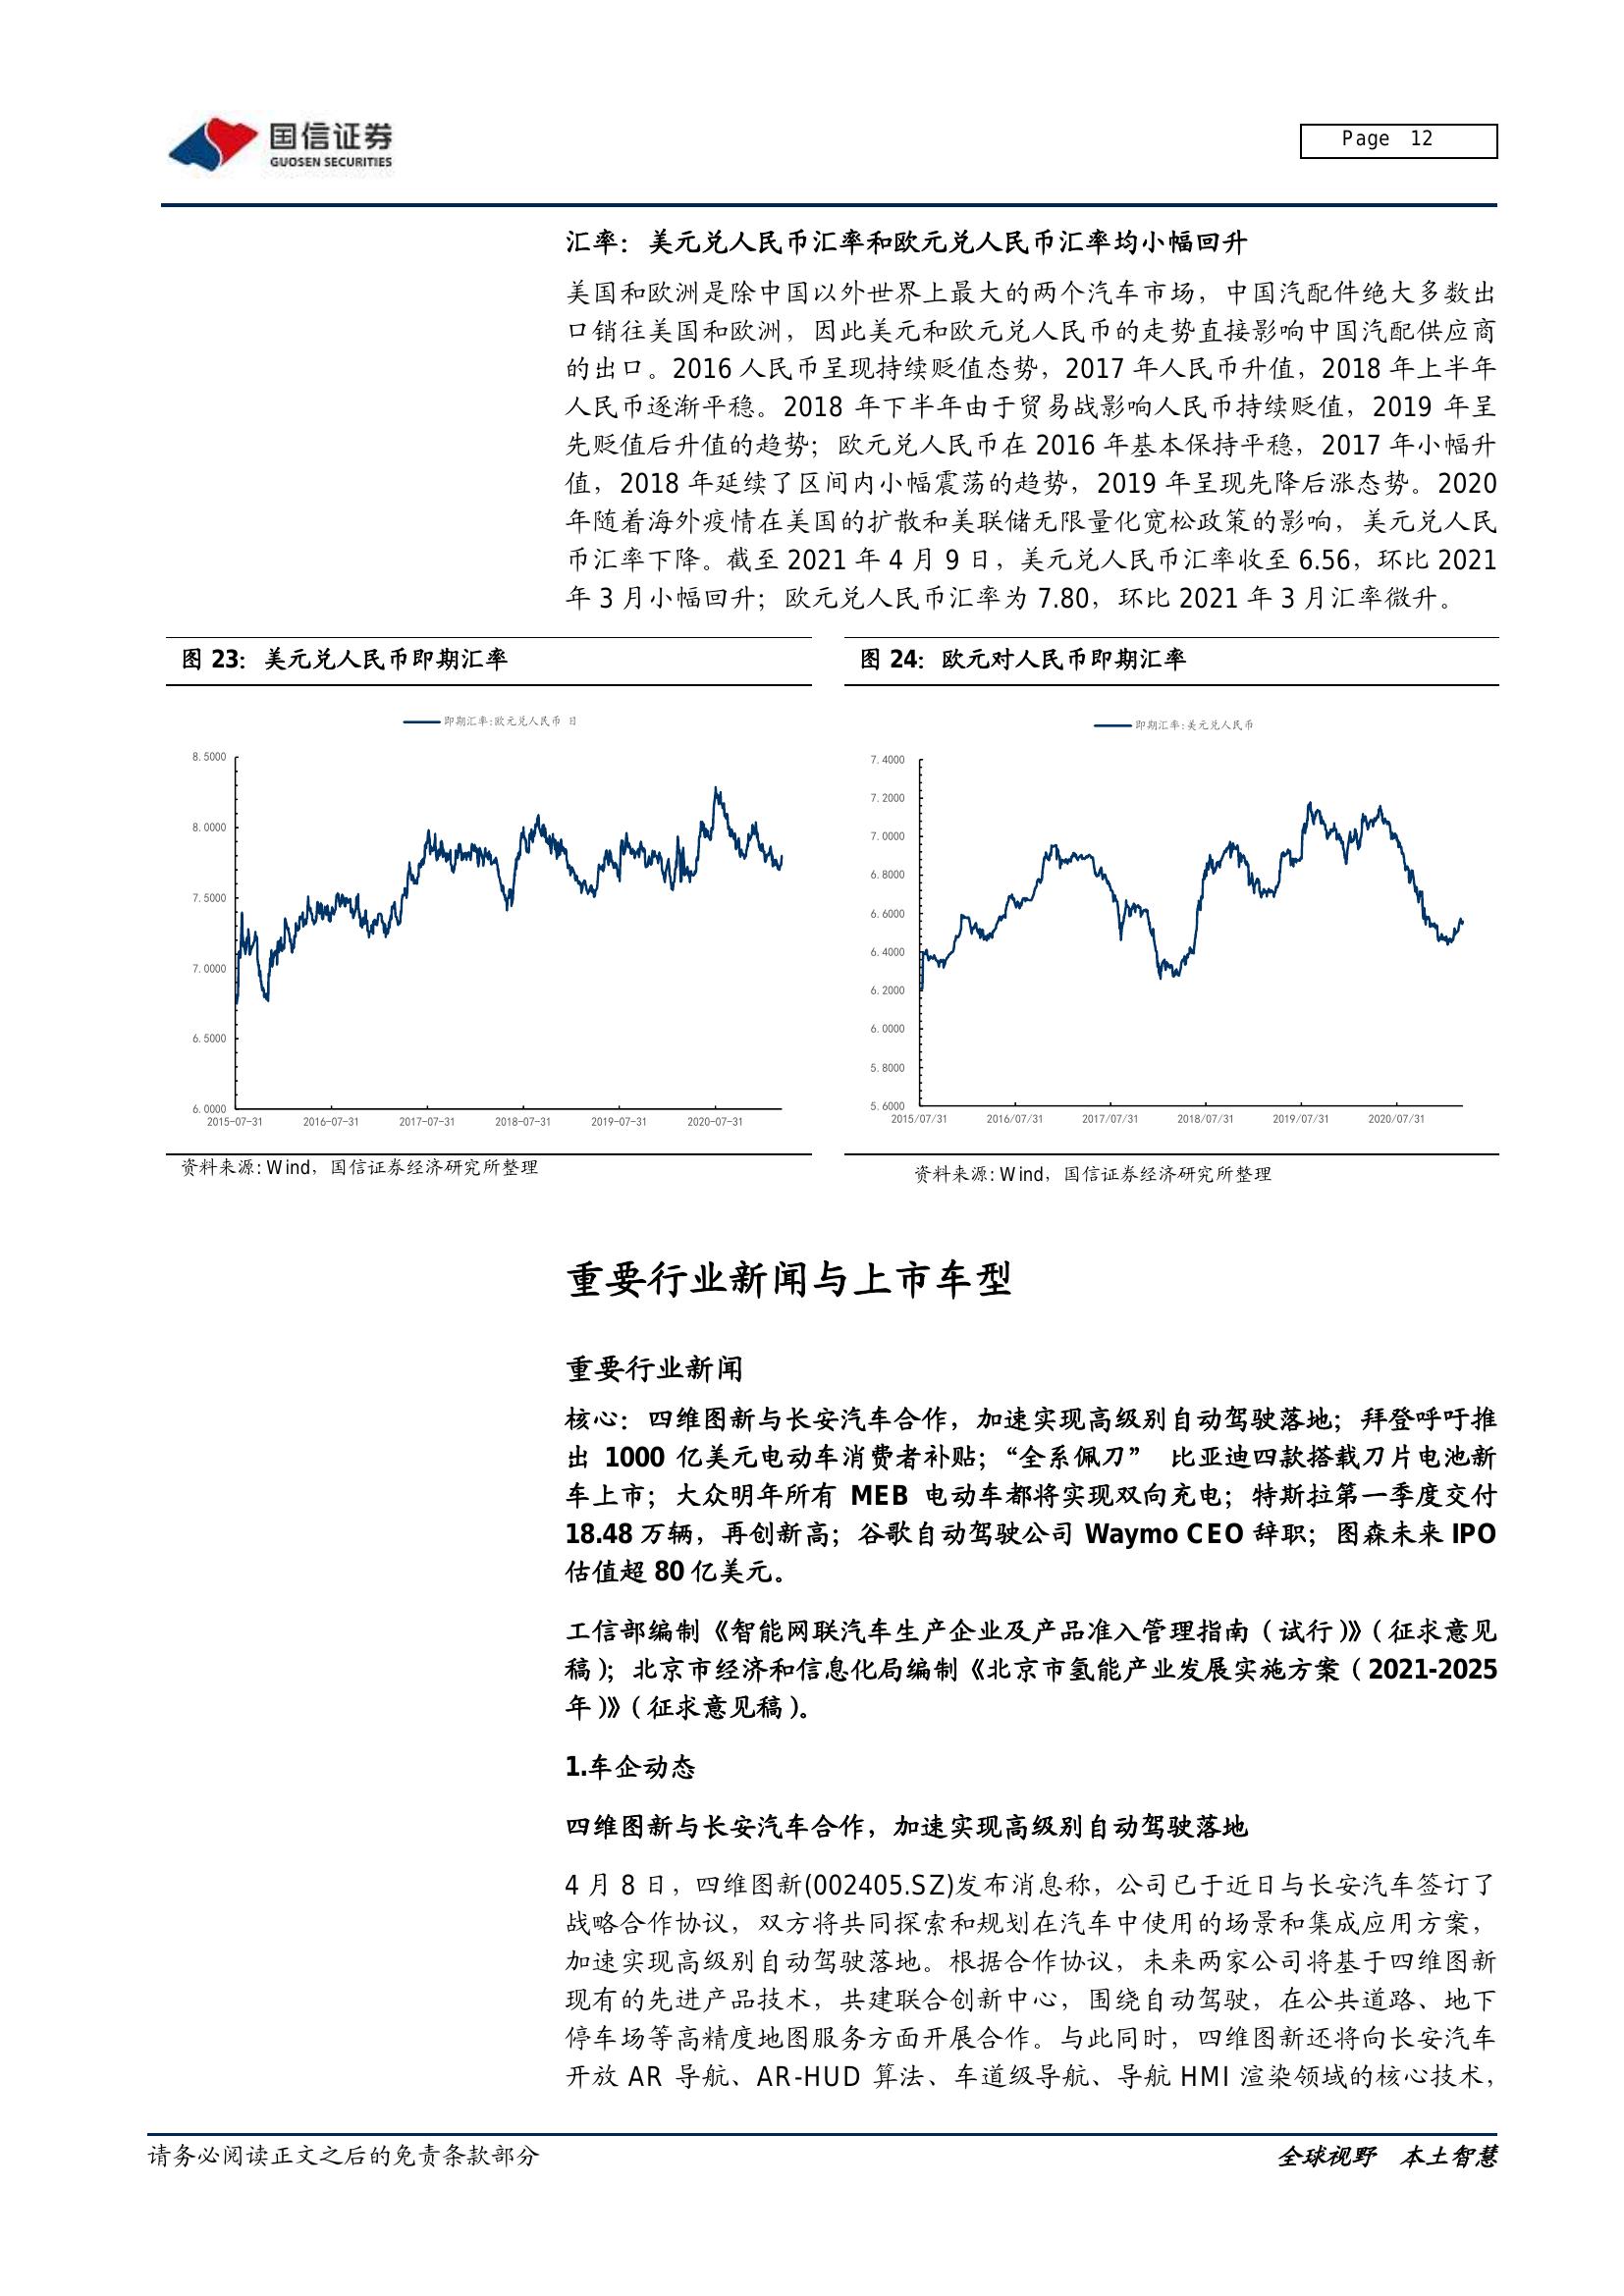 国信证券
GUOSEN SECURITIES
Page 12
汇率：美元兑人民币汇率和欧元兑人民币汇率均小幅回升
美国和欧洲是除中国以外世界上最大的两个汽车市场，中国汽配件绝大多数出
口销往美国和欧洲，因此美元和欧元兑人民币的走势直接影响中国汽配供应商
的出口。2016 人民币呈现持续贬值态势，2017 年人民币升值，2018 年上半年
人民币逐渐平稳。2018 年下半年由于贸易战影响人民币持续贬值，2019 年呈
先贬值后升值的趋势；欧元兑人民币在 2016 年基本保持平稳，2017 年小幅升
值，2018 年延续了区间内小幅震荡的趋势，2019 年呈现先降后涨态势。2020
年随着海外疫情在美国的扩散和美联储无限量化宽松政策的影响，美元兑人民
币汇率下降。截至 2021 年 4 月 9 日，美元兑人民币汇率收至 6.56，环比 2021
年 3 月小幅回升；欧元兑人民币汇率为 7.80，环比 2021 年 3 月汇率微升。
图 23：美元兑人民币即期汇率
即期汇率:欧元兑人民币 日
8.5000
8.0000
7.5000
7.0000
6.5000
6.0000
2015-07-31 2016-07-31 2017-07-31 2018-07-31 2019-07-31 2020-07-31
资料来源: Wind，国信证券经济研究所整理
图 24：欧元对人民币即期汇率
即期汇率:美元兑人民币
7.4000
7.2000
7.0000
6.8000
6.6000
6.4000
6.2000
6.0000
5.8000
5.6000
2015/07/31 2016/07/31 2017/07/31 2018/07/31 2019/07/31 2020/07/31
资料来源: Wind，国信证券经济研究所整理
重要行业新闻与上市车型
重要行业新闻
核心：四维图新与长安汽车合作，加速实现高级别自动驾驶落地；拜登呼吁推
出 1000 亿美元电动车消费者补贴；“全系佩刀” 比亚迪四款搭载刀片电池新
车上市；大众明年所有 MEB 电动车都将实现双向充电；特斯拉第一季度交付
18.48 万辆，再创新高；谷歌自动驾驶公司 Waymo CEO 辞职；图森未来 IPO
估值超 80 亿美元。
工信部编制《智能网联汽车生产企业及产品准入管理指南（试行）》（征求意见
稿）；北京市经济和信息化局编制《北京市氢能产业发展实施方案（2021-2025
年）》（征求意见稿）。
1.车企动态
四维图新与长安汽车合作，加速实现高级别自动驾驶落地
4 月 8 日，四维图新(002405.SZ)发布消息称，公司已于近日与长安汽车签订了
战略合作协议，双方将共同探索和规划在汽车中使用的场景和集成应用方案，
加速实现高级别自动驾驶落地。根据合作协议，未来两家公司将基于四维图新
现有的先进产品技术，共建联合创新中心，围绕自动驾驶，在公共道路、地下
停车场等高精度地图服务方面开展合作。与此同时，四维图新还将向长安汽车
开放 AR 导航、AR-HUD 算法、车道级导航、导航 HMI 渲染领域的核心技术，
请务必阅读正文之后的免责条款部分
全球视野 本土智慧